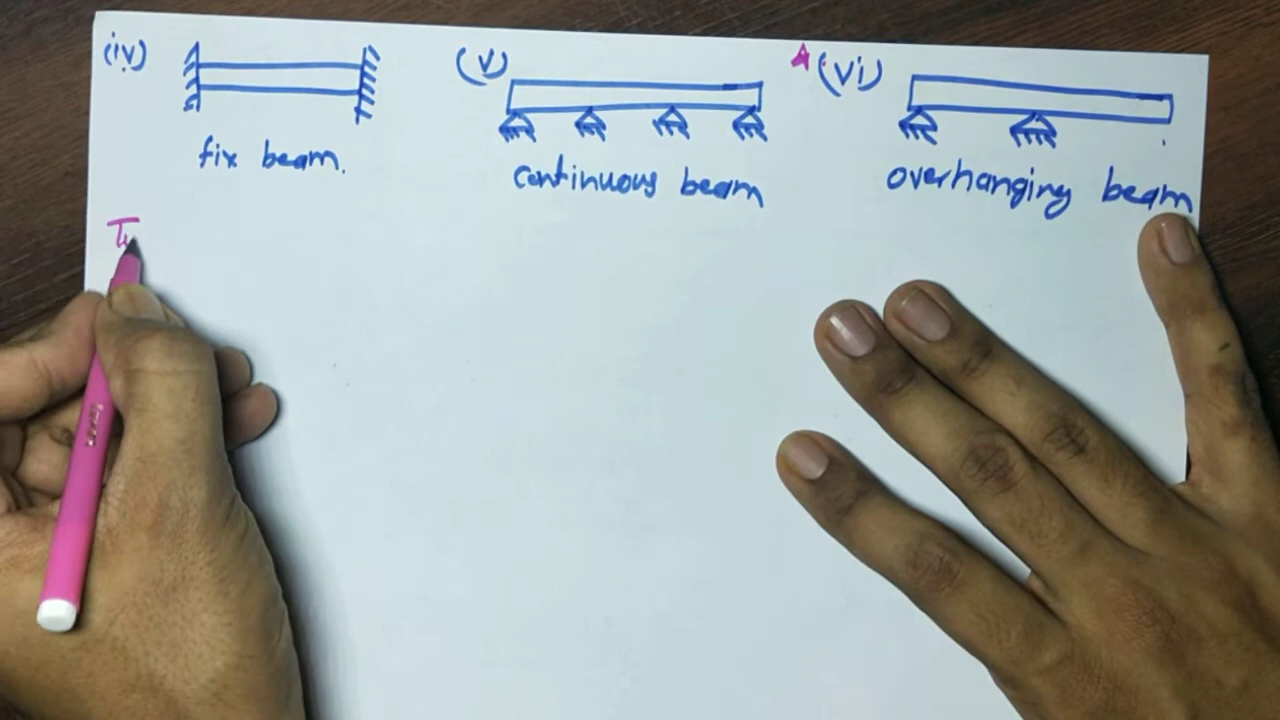 (iv)
fix beam.
(v)
continuous beam
(vi)
overhanging beam